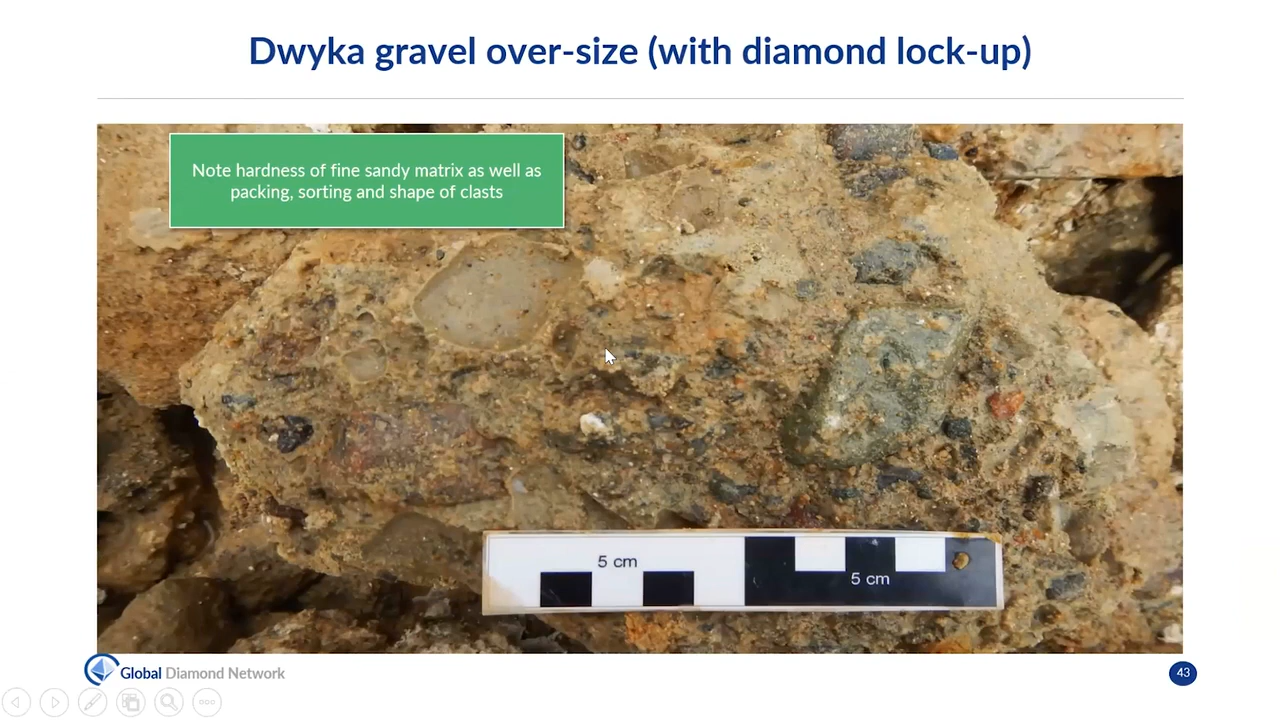 Dwyka gravel over-size (with diamond lock-up)
Note hardness of fine sandy matrix as well as
packing, sorting and shape of clasts
5 cm
5 cm
Global Diamond Network
43